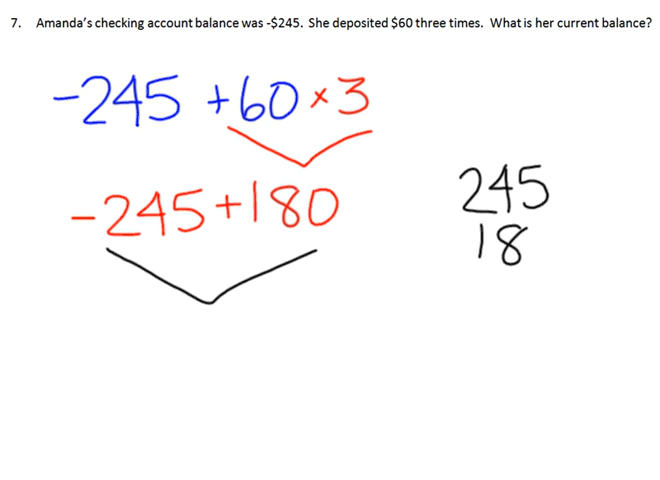 7. Amanda's checking account balance was -$245. She deposited $60 three times. What is her current balance?
-245 +60×3
-245+180
245
18